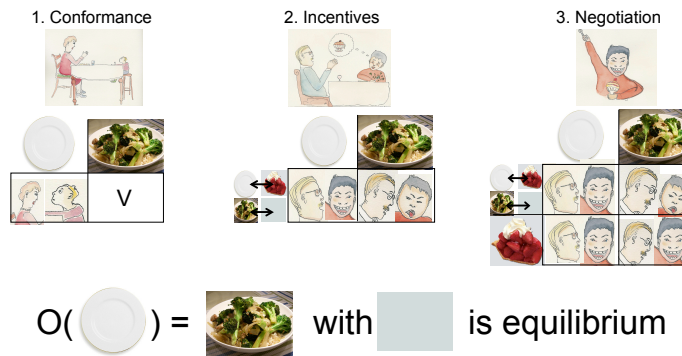 1. Conformance
2. Incentives
3. Negotiation
V
O( ) = with is equilibrium